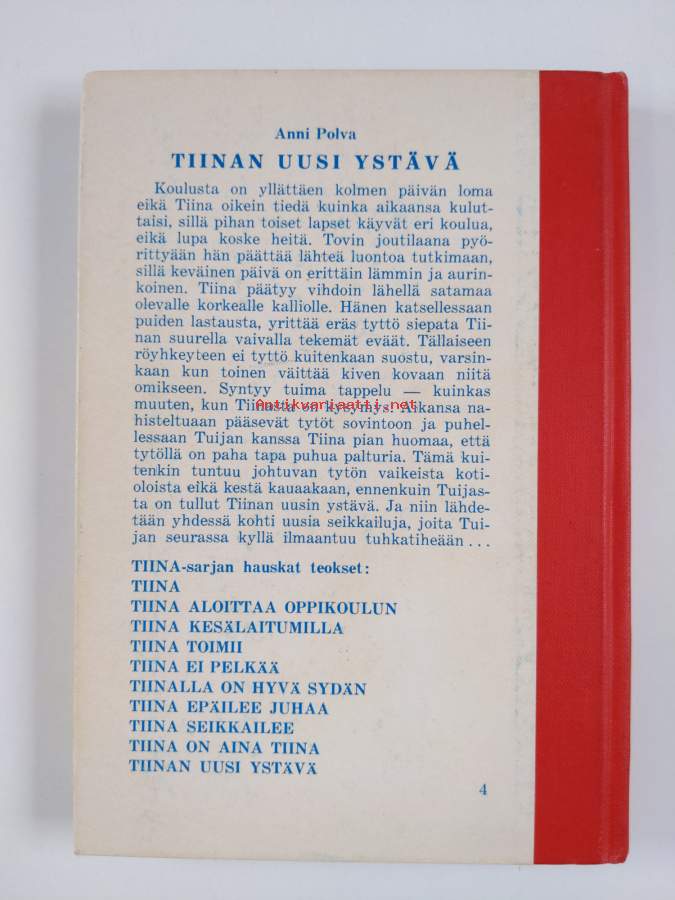 Anni Polva
TIINAN UUSI YSTÄVÄ
Koulusta on yllättäen kolmen päivän loma
eikä Tiina oikein tiedä kuinka aikaansa kulut-
taisi, sillä pihan toiset lapset käyvät eri koulua,
eikä lupa koske heitä. Tovin joutilaana pyö-
rittyään hän päättää lähteä luontoa tutkimaan,
sillä keväinen päivä on erittäin lämmin ja aurin-
koinen. Tiina päätyy vihdoin lähellä satamaa
olevalle korkealle kalliolle. Hänen katsellessaan
puiden lastausta, yrittää eräs tyttö siepata Tii-
nan suurella vaivalla tekemät eväät. Tällaiseen
röyhkeyteen ei tyttö kuitenkaan suostu, varsin-
kaan kun toinen väittää kiven kovaan niitä
omikseen. Syntyy tuima tappelu — kuinkas
muuten, kun Tiinasta on kysymys. Aikansa na-
Antikvariaatti.net
histeltuaan pääsevät tytöt sovintoon ja puhel-
lessaan Tuijan kanssa Tiina pian huomaa, että
tytöllä on paha tapa puhua palturia. Tämä kui-
tenkin tuntuu johtuvan tytön vaikeista koti-
oloista eikä kestä kauaakaan, ennenkuin Tuijas-
ta on tullut Tiinan uusin ystävä. Ja niin lähde-
tään yhdessä kohti uusia seikkailuja, joita Tui-
jan seurassa kyllä ilmaantuu tuhkatiheään...
TIINA-sarjan hauskat teokset:
TIINA
TIINA ALOITTAA OPPIKOULUN
TIINA KESÄLAITUMILLA
TIINA TOIMII
TIINA EI PELKÄÄ
TIINALLA ON HYVÄ SYDÄN
TIINA EPÄILEE JUHAA
TIINA SEIKKAILEE
TIINA ON AINA TIINA
TIINAN UUSI YSTÄVÄ
4